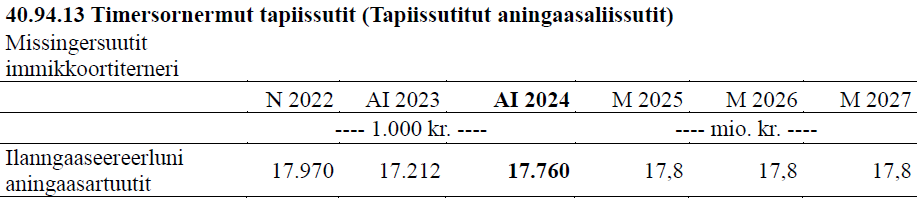 40.94.13 Timersornermut tapiissutit (Tapiissutitut aningaasaliissutit)
Missingersuutit
immikkoortiterneri
N 2022 AI 2023 AI 2024 M 2025 M 2026 M 2027
---- 1.000 kr. ---- ---- mio. kr. ----
Ilanngaaseereerluni
aningaasartuutit 17.970 17.212 17.760 17,8 17,8 17,8